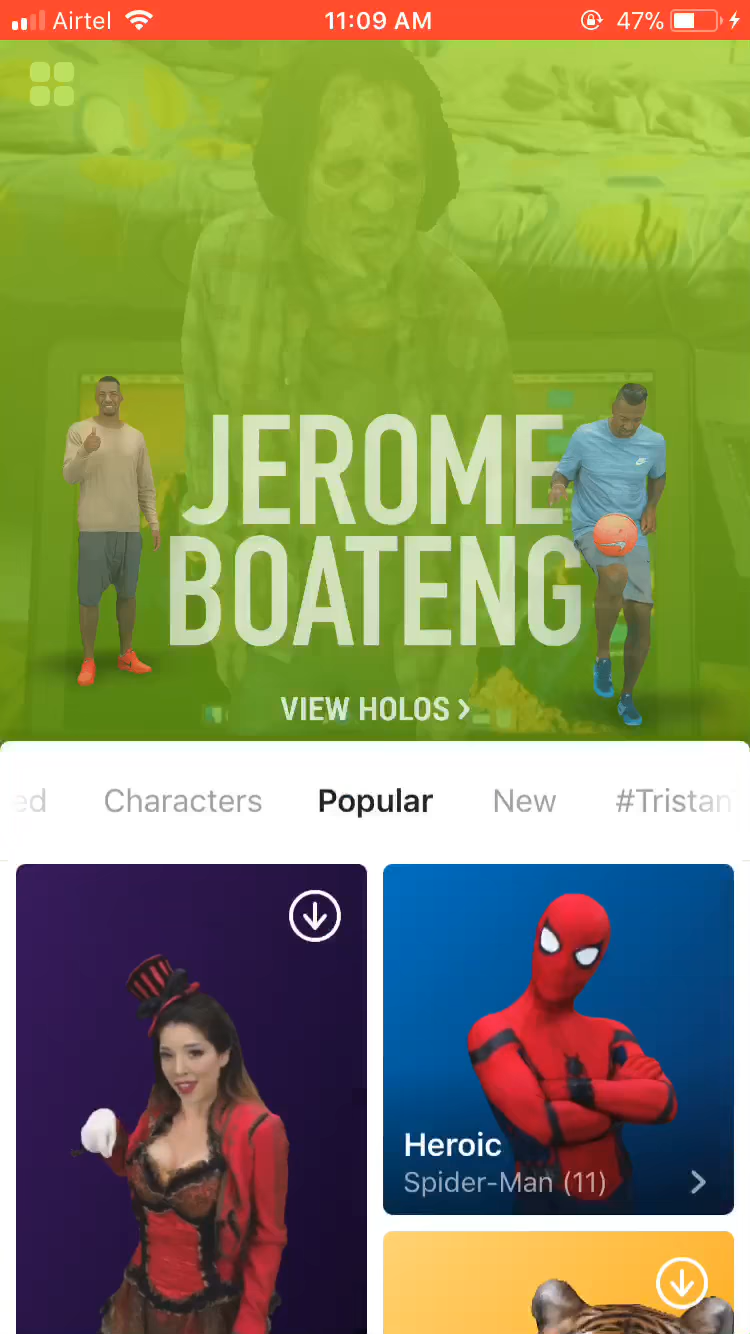 Airtel 11:09 AM 47%
JEROME
BOATENG
VIEW HOLOS >
ed Characters Popular New #Tristan
Heroic
Spider-Man (11)